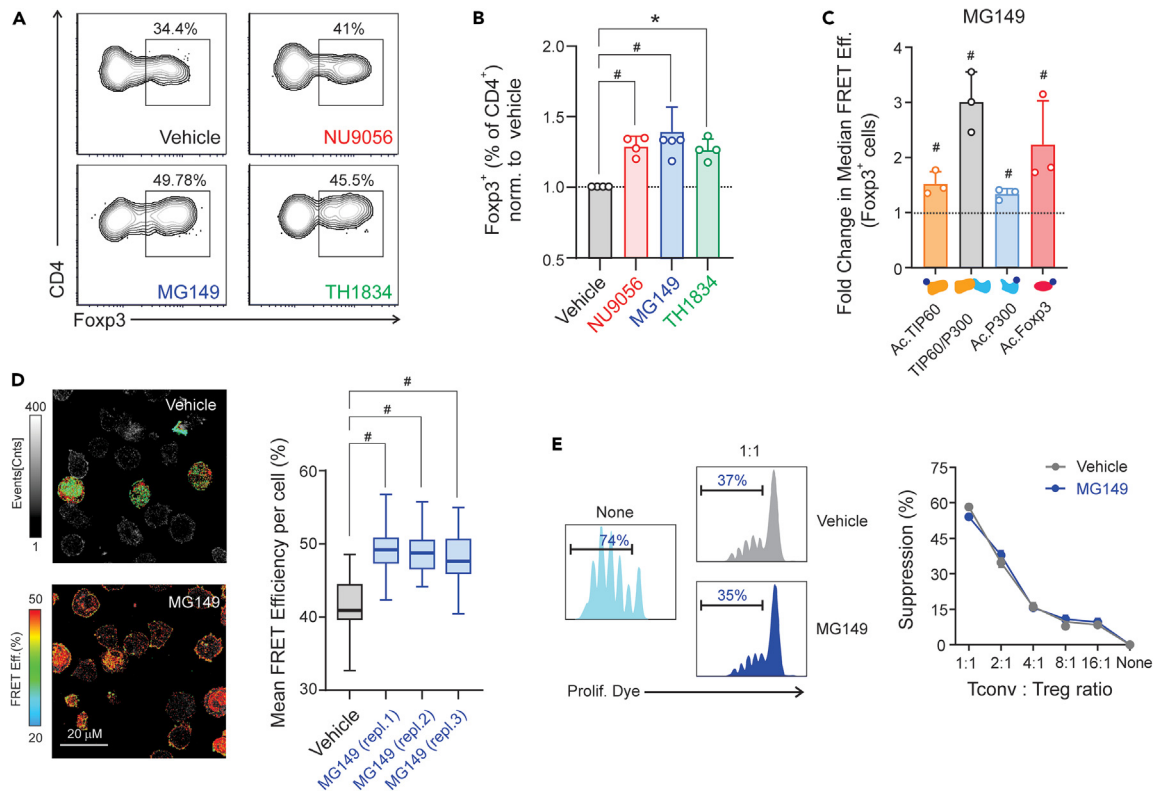 A
34.4%
41%
Vehicle
NU9056
49.78%
45.5%
MG149
TH1834
CD4
Foxp3
B
Foxp3+ (% of CD4+)
norm. to vehicle
2.0
1.5
1.0
0.5
#
#
*
Vehicle
NU9056
MG149
TH1834
C
MG149
Fold Change in Median FRET Eff.
(Foxp3+ cells)
4
3
2
1
0
#
#
#
#
Ac.TIP60
TIP60/P300
Ac.P300
Ac.Foxp3
D
400
Events[Cnts]
1
Vehicle
50
FRET Eff.(%)
20
MG149
20 µM
Mean FRET Efficiency per cell (%)
60
50
40
30
#
#
#
Vehicle
MG149 (repl.1)
MG149 (repl.2)
MG149 (repl.3)
E
None
74%
1:1
37%
Vehicle
35%
MG149
Prolif. Dye
Suppression (%)
75
60
45
30
15
0
Vehicle
MG149
1:1 2:1 4:1 8:1 16:1 None
Tconv : Treg ratio